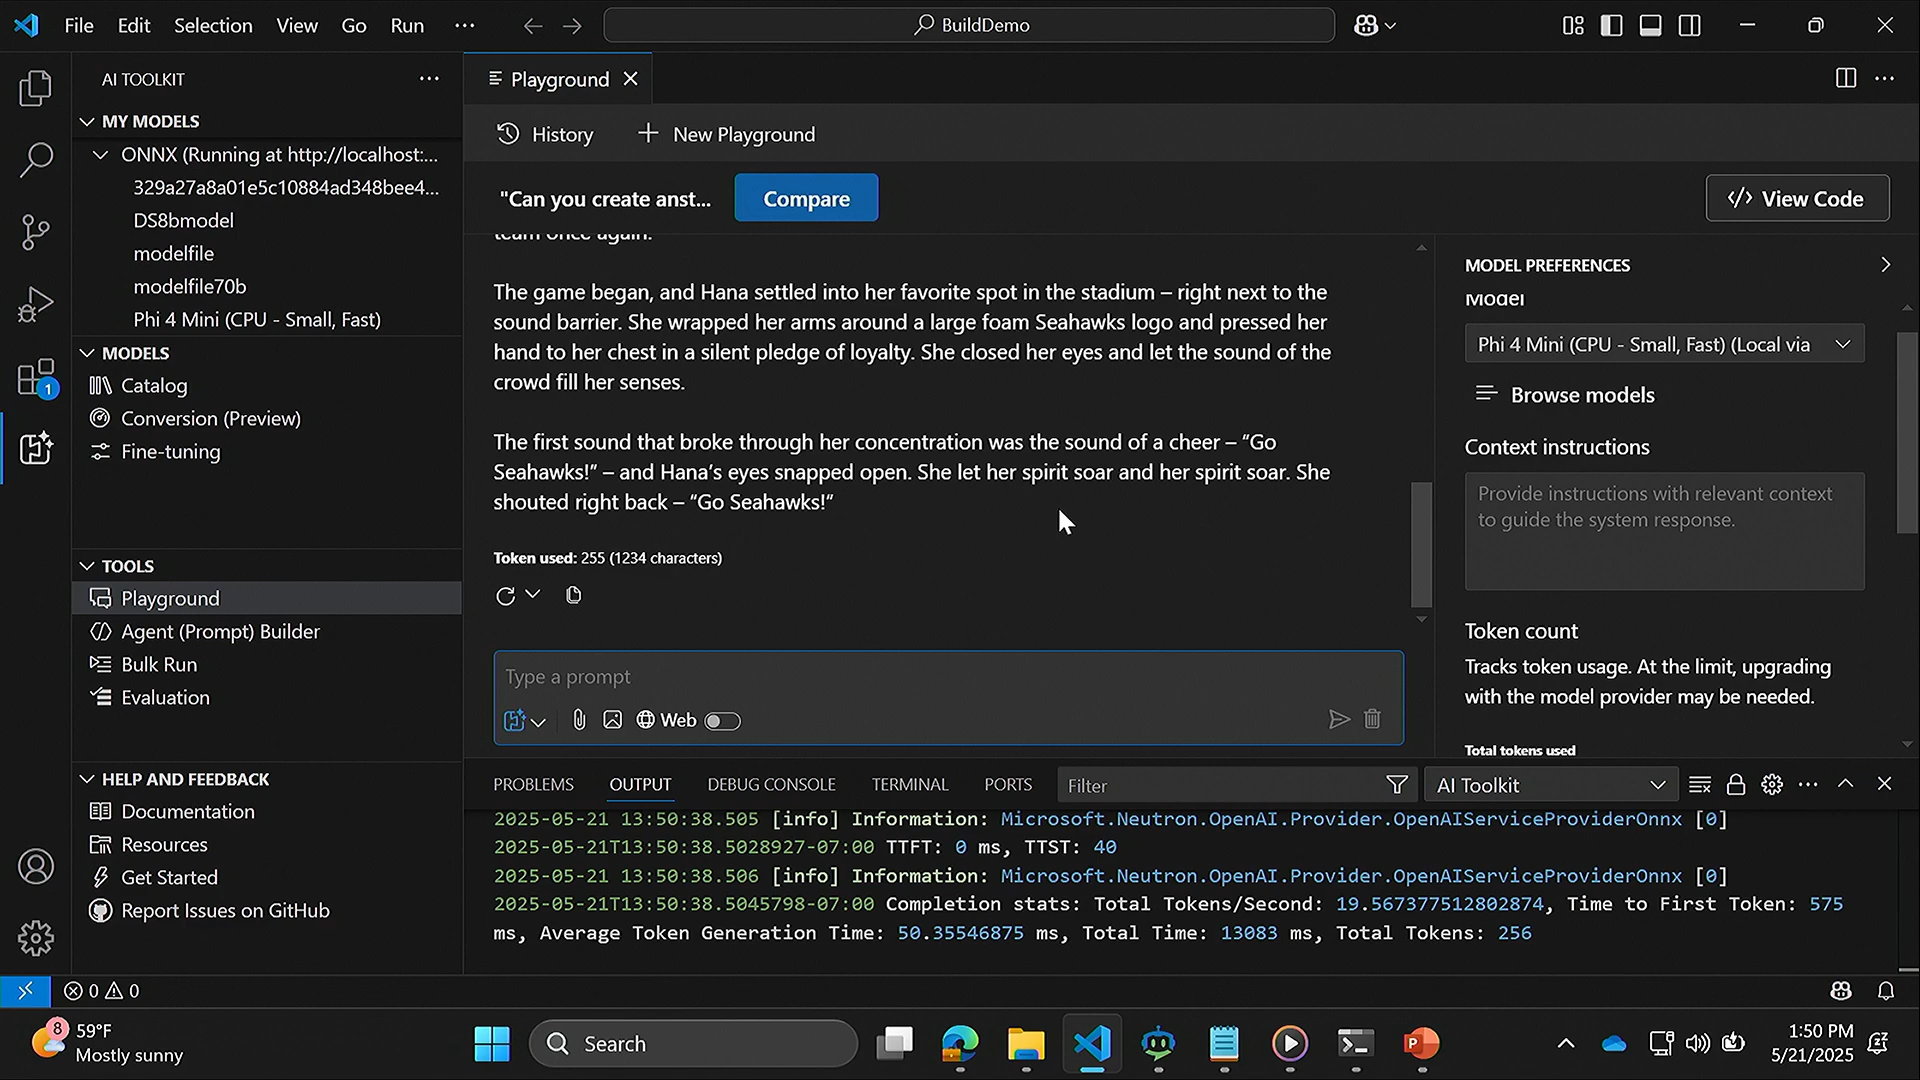 File Edit Selection View Go Run ···
BuildDemo
AI TOOLKIT
MY MODELS
ONNX (Running at http://localhost:...
329a27a8a01e5c10884ad348bee4...
DS8bmodel
modelfile
modelfile70b
Phi 4 Mini (CPU - Small, Fast)
MODELS
Catalog
Conversion (Preview)
Fine-tuning
TOOLS
Playground
Agent (Prompt) Builder
Bulk Run
Evaluation
HELP AND FEEDBACK
Documentation
Resources
Get Started
Report Issues on GitHub
1
Playground
History
New Playground
"Can you create anst...
Compare
View Code
team once again.
The game began, and Hana settled into her favorite spot in the stadium – right next to the
sound barrier. She wrapped her arms around a large foam Seahawks logo and pressed her
hand to her chest in a silent pledge of loyalty. She closed her eyes and let the sound of the
crowd fill her senses.
The first sound that broke through her concentration was the sound of a cheer – “Go
Seahawks!” – and Hana’s eyes snapped open. She let her spirit soar and her spirit soar. She
shouted right back – “Go Seahawks!”
Token used: 255 (1234 characters)
Type a prompt
Web
MODEL PREFERENCES
Model
Phi 4 Mini (CPU - Small, Fast) (Local via
Browse models
Context instructions
Provide instructions with relevant context
to guide the system response.
Token count
Tracks token usage. At the limit, upgrading
with the model provider may be needed.
Total tokens used
PROBLEMS OUTPUT DEBUG CONSOLE TERMINAL PORTS
Filter
AI Toolkit
2025-05-21 13:50:38.505 [info] Information: Microsoft.Neutron.OpenAI.Provider.OpenAIServiceProviderOnnx [0]
2025-05-21T13:50:38.5028927-07:00 TTFT: 0 ms, TTST: 40
2025-05-21 13:50:38.506 [info] Information: Microsoft.Neutron.OpenAI.Provider.OpenAIServiceProviderOnnx [0]
2025-05-21T13:50:38.5045798-07:00 Completion stats: Total Tokens/Second: 19.567377512802874, Time to First Token: 575
ms, Average Token Generation Time: 50.35546875 ms, Total Time: 13083 ms, Total Tokens: 256
0 0
8
59°F
Mostly sunny
Search
P
1:50 PM
5/21/2025